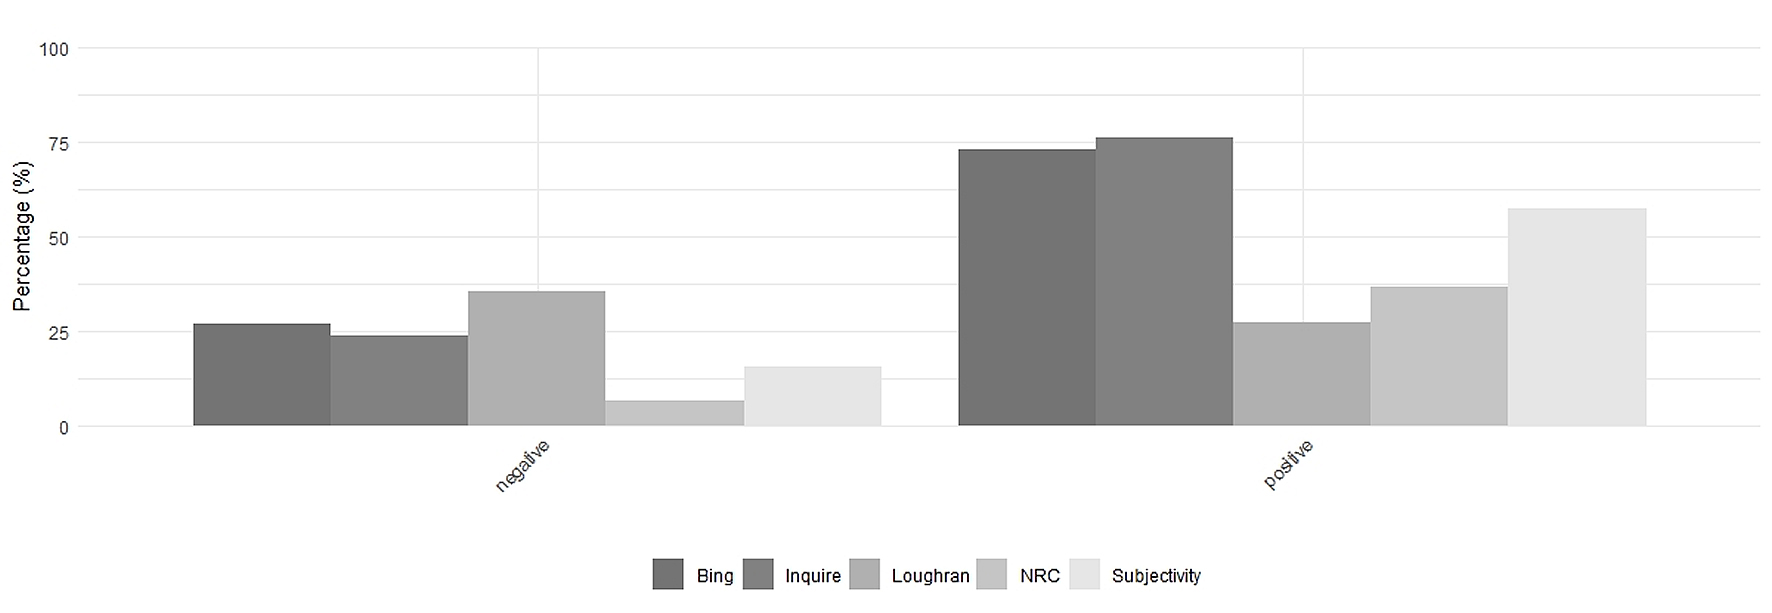 100
75
50
25
0
Percentage (%)
negative
positive
Bing Inquire Loughran NRC Subjectivity